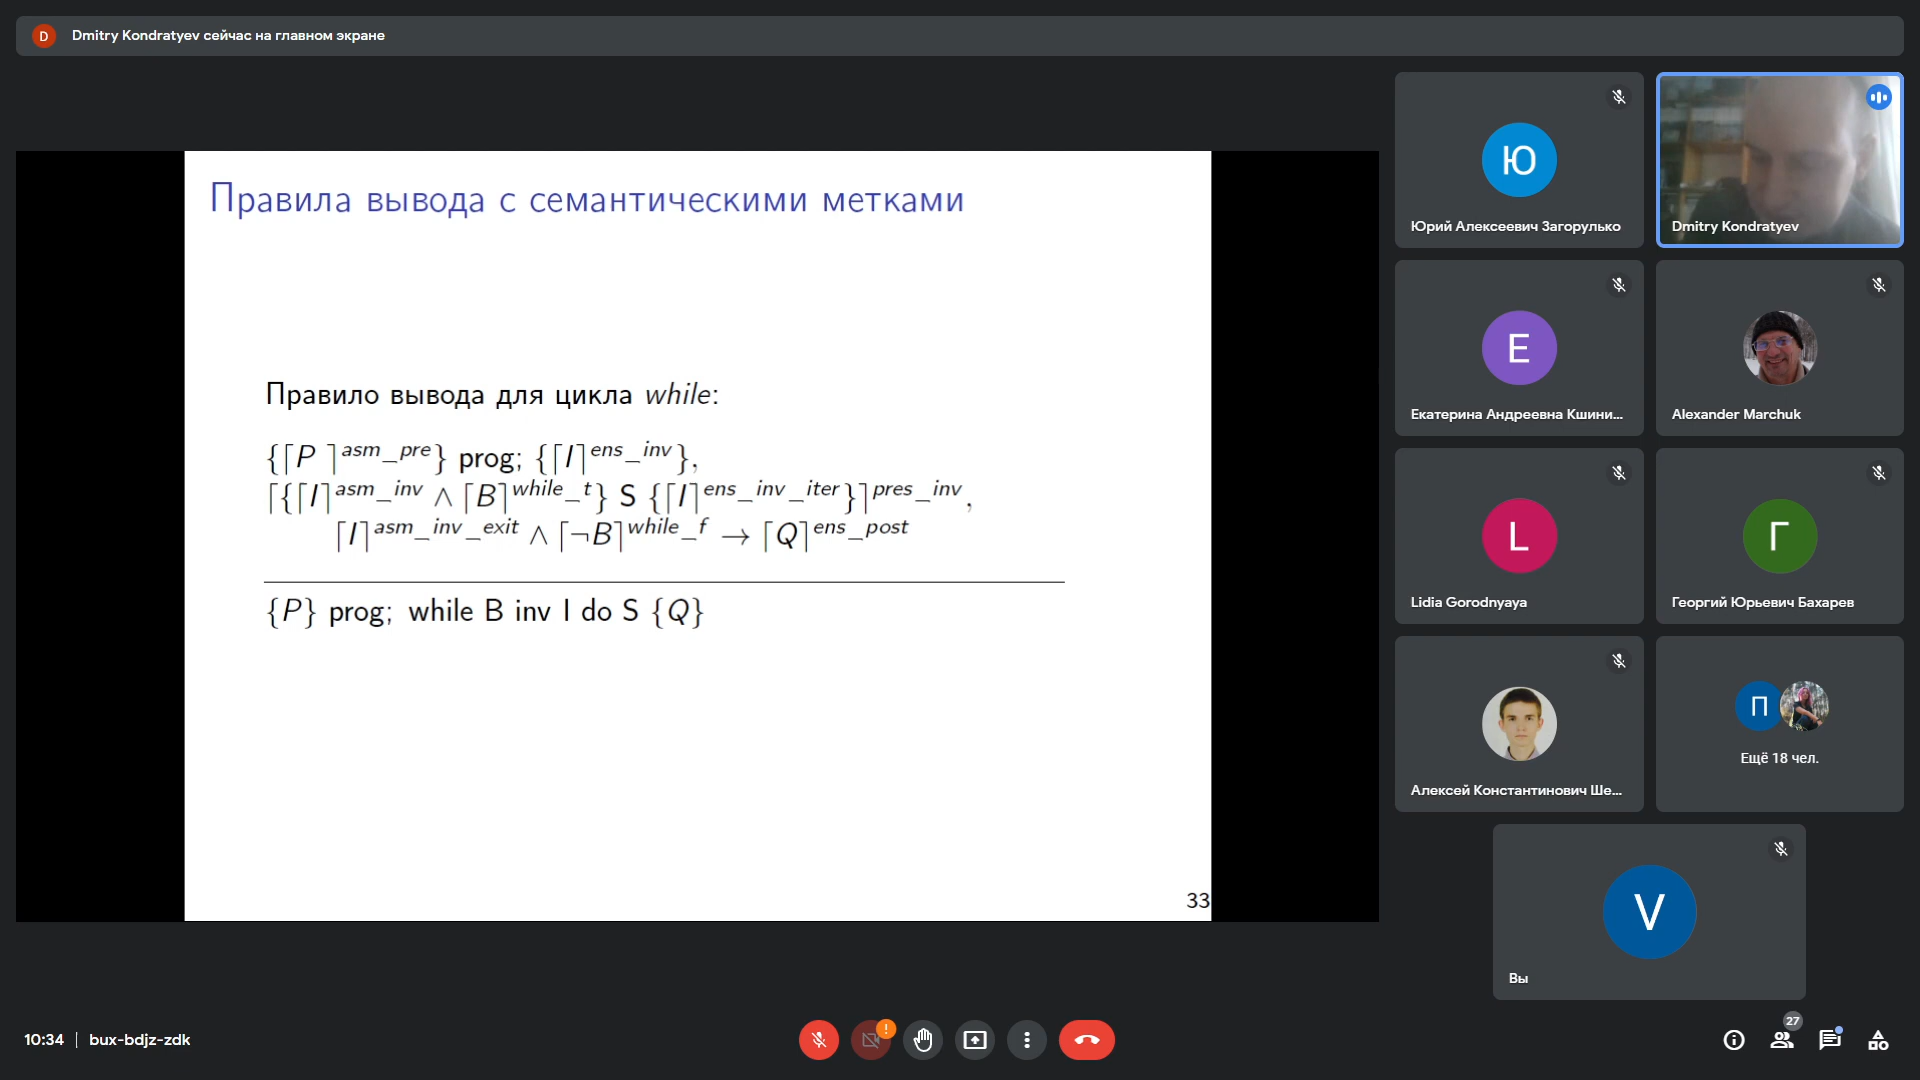 D
Dmitry Kondratyev сейчас на главном экране
Правила вывода с семантическими метками
Правило вывода для цикла while:
{⌈P ⌉^asm_pre} prog; {⌈I⌉^ens_inv},
⌈{⌈I⌉^asm_inv ∧ ⌈B⌉^while_t} S {⌈I⌉^ens_inv_iter}⌉^pres_inv,
⌈I⌉^asm_inv_exit ∧ ⌈¬B⌉^while_f → ⌈Q⌉^ens_post
{P} prog; while B inv I do S {Q}
33
Ю
Юрий Алексеевич Загорулько
Dmitry Kondratyev
E
Екатерина Андреевна Кшини...
Alexander Marchuk
L
Lidia Gorodnyaya
Г
Георгий Юрьевич Бахарев
Алексей Константинович Ше...
П
Ещё 18 чел.
V
Вы
10:34 | bux-bdjz-zdk
!
27